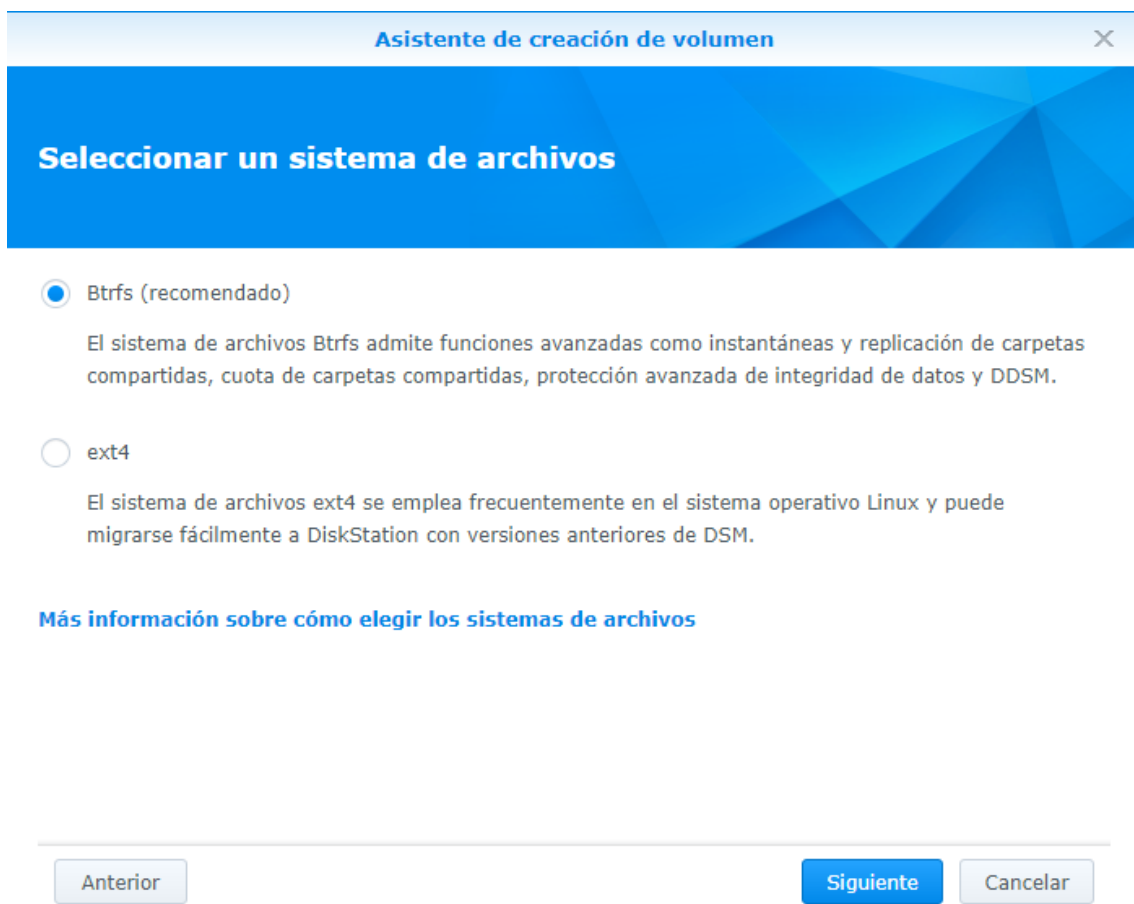 Asistente de creación de volumen
Seleccionar un sistema de archivos
Btrfs (recomendado)
El sistema de archivos Btrfs admite funciones avanzadas como instantáneas y replicación de carpetas
compartidas, cuota de carpetas compartidas, protección avanzada de integridad de datos y DDSM.
ext4
El sistema de archivos ext4 se emplea frecuentemente en el sistema operativo Linux y puede
migrarse fácilmente a DiskStation con versiones anteriores de DSM.
Más información sobre cómo elegir los sistemas de archivos
Anterior
Siguiente
Cancelar